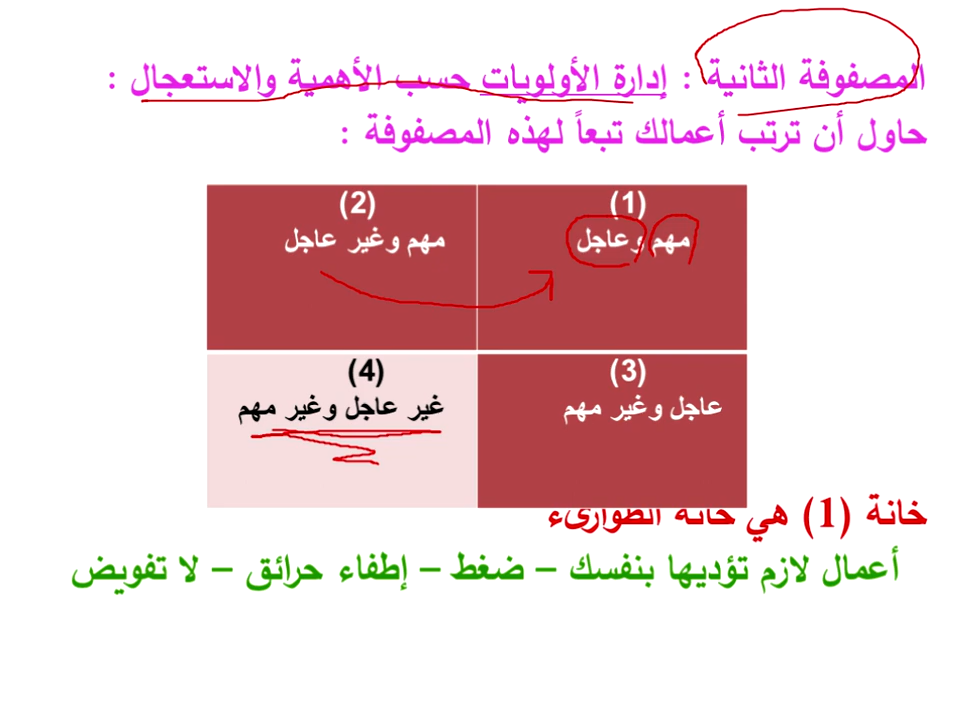 المصفوفة الثانية : إدارة الأولويات حسب الأهمية والاستعجال :
حاول أن ترتب أعمالك تبعاً لهذه المصفوفة :
(1)
مهم وعاجل
(2)
مهم وغير عاجل
(3)
عاجل وغير مهم
(4)
غير عاجل وغير مهم
خانة (1) هي خانة الطوارىء
أعمال لازم تؤديها بنفسك – ضغط – إطفاء حرائق – لا تفويض